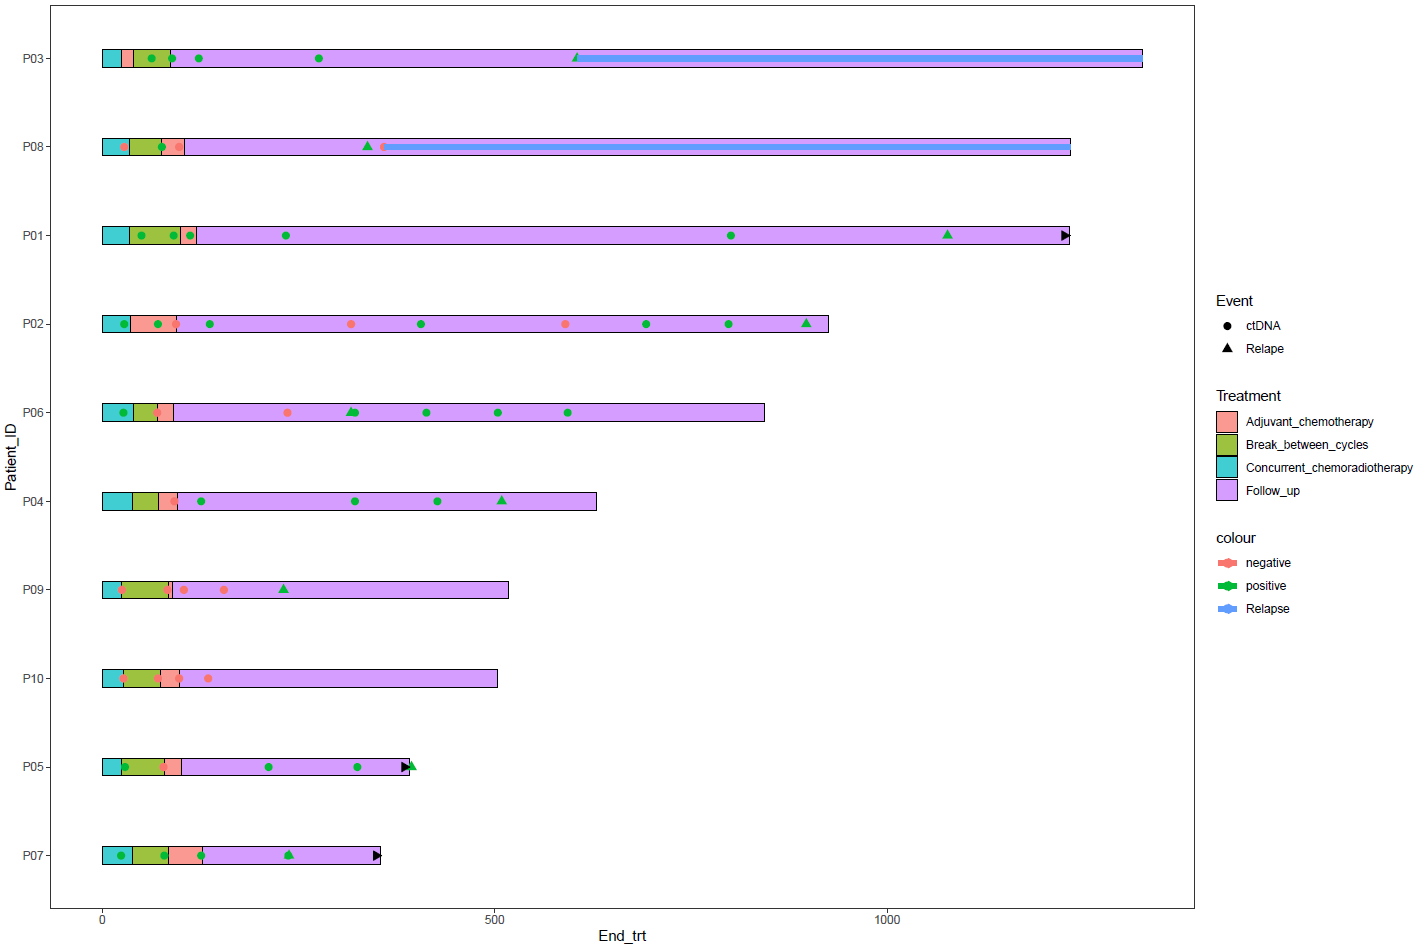 P03
P08
P01
P02
P06
P04
P09
P10
P05
P07
Patient_ID
0 500 1000
End_trt
Event
ctDNA
Relape
Treatment
Adjuvant_chemotherapy
Break_between_cycles
Concurrent_chemoradiotherapy
Follow_up
colour
negative
positive
Relapse